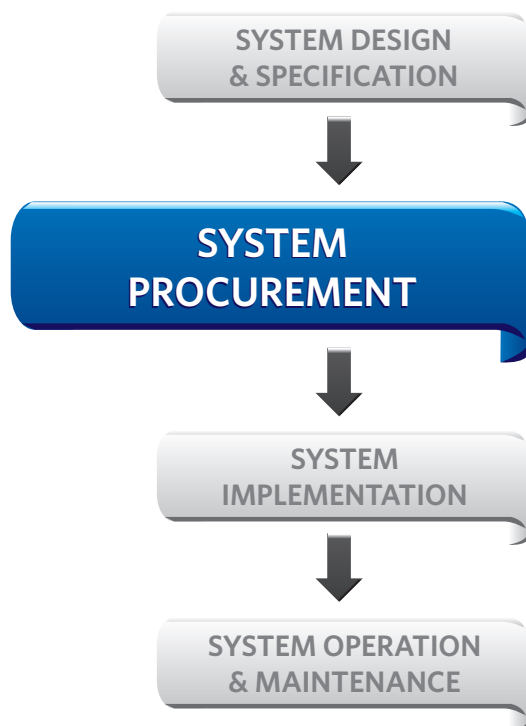 SYSTEM DESIGN
& SPECIFICATION
SYSTEM
PROCUREMENT
SYSTEM
IMPLEMENTATION
SYSTEM OPERATION
& MAINTENANCE